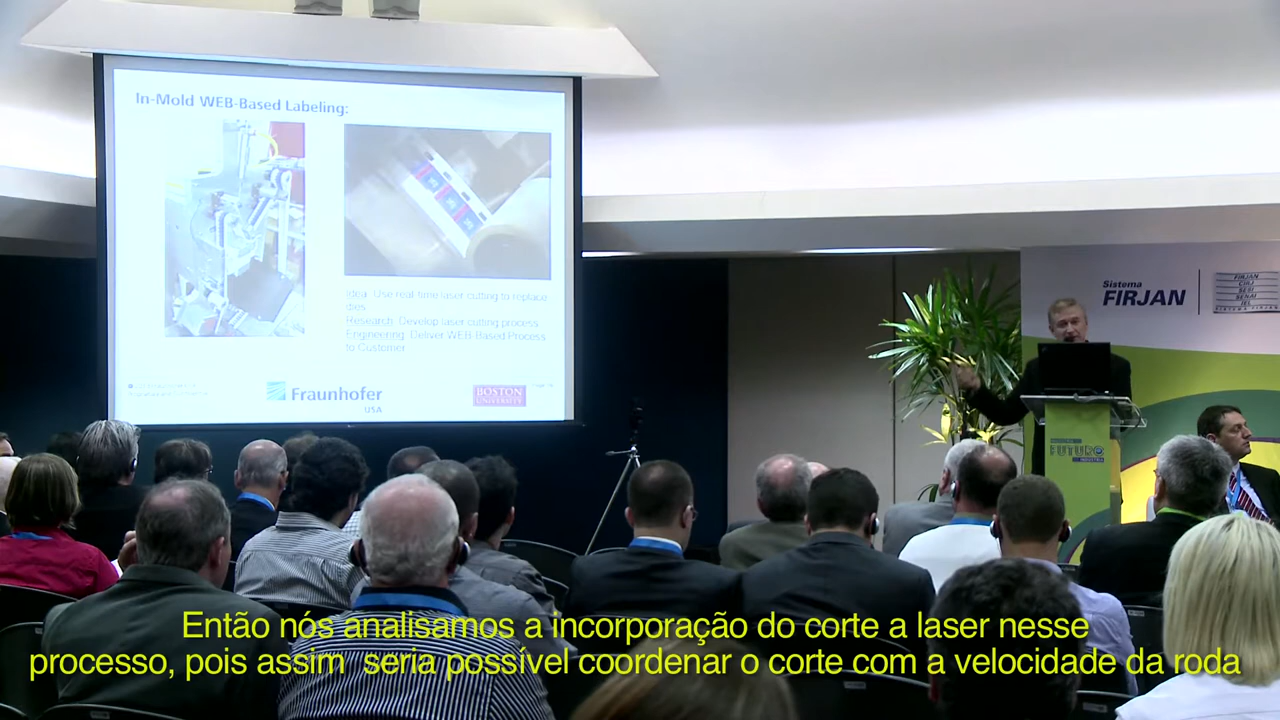 In-Mold WEB-Based Labeling:
Idea: Use real-time laser cutting to replace
dies
Research: Develop laser cutting process
Engineering: Deliver WEB-Based Process
to Customer
Fraunhofer
USA
BOSTON
UNIVERSITY
Sistema
FIRJAN
FIRJAN
CIRJ
SESI
SENAI
IEL
SISTEMA FIRJAN
FUTURO
INDÚSTRIA
Então nós analisamos a incorporação do corte a laser nesse
processo, pois assim seria possível coordenar o corte com a velocidade da roda